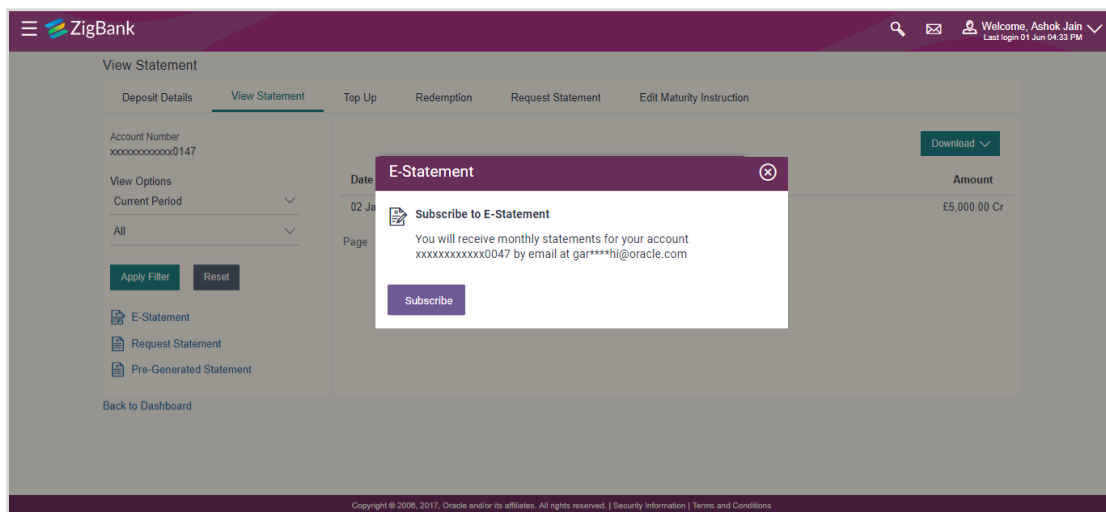 ZigBank
Welcome, Ashok Jain
Last login 01 Jun 04:33 PM
View Statement
Deposit Details View Statement Top Up Redemption Request Statement Edit Maturity Instruction
Account Number
xxxxxxxxxxxx0147
Download
View Options
Current Period
All
Apply Filter Reset
E-Statement
Request Statement
Pre-Generated Statement
Back to Dashboard
Date Amount
02 Ja £5,000.00 Cr
Page
E-Statement
Subscribe to E-Statement
You will receive monthly statements for your account
xxxxxxxxxxxx0047 by email at gar****hi@oracle.com
Subscribe
Copyright © 2006, 2017, Oracle and/or its affiliates. All rights reserved. | Security Information | Terms and Conditions